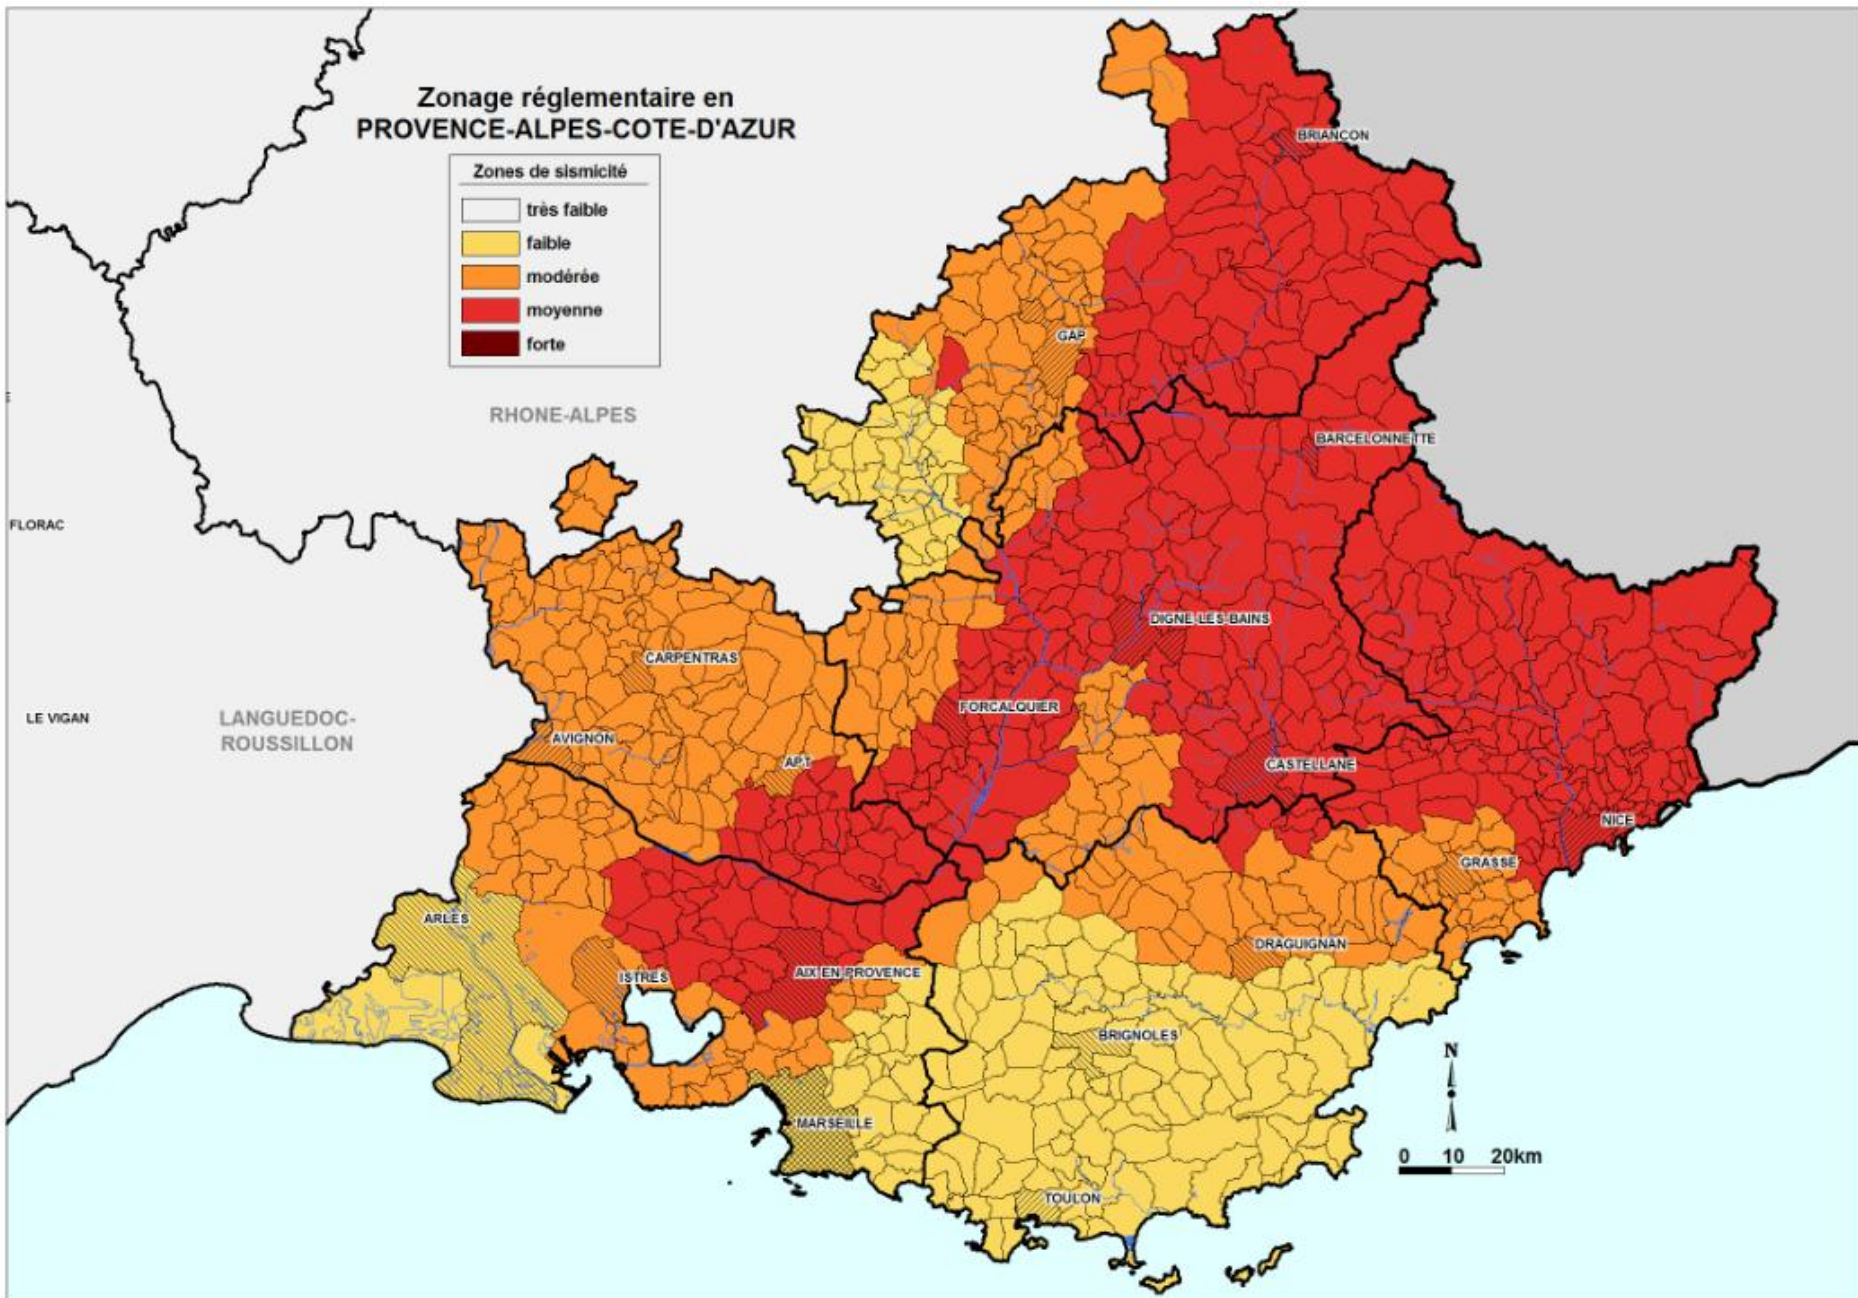 Zonage réglementaire en
PROVENCE-ALPES-COTE-D'AZUR
Zones de sismicité
très faible
faible
modérée
moyenne
forte
BRIANÇON
GAP
RHONE-ALPES
BARCELONNETTE
FLORAC
DIGNE-LES-BAINS
CARPENTRAS
FORCALQUIER
LE VIGAN
LANGUEDOC-
ROUSSILLON
AVIGNON
APT
CASTELLANE
NICE
GRASSE
ARLES
DRAGUIGNAN
ISTRES
AIX EN PROVENCE
BRIGNOLES
N
MARSEILLE
0 10 20km
TOULON